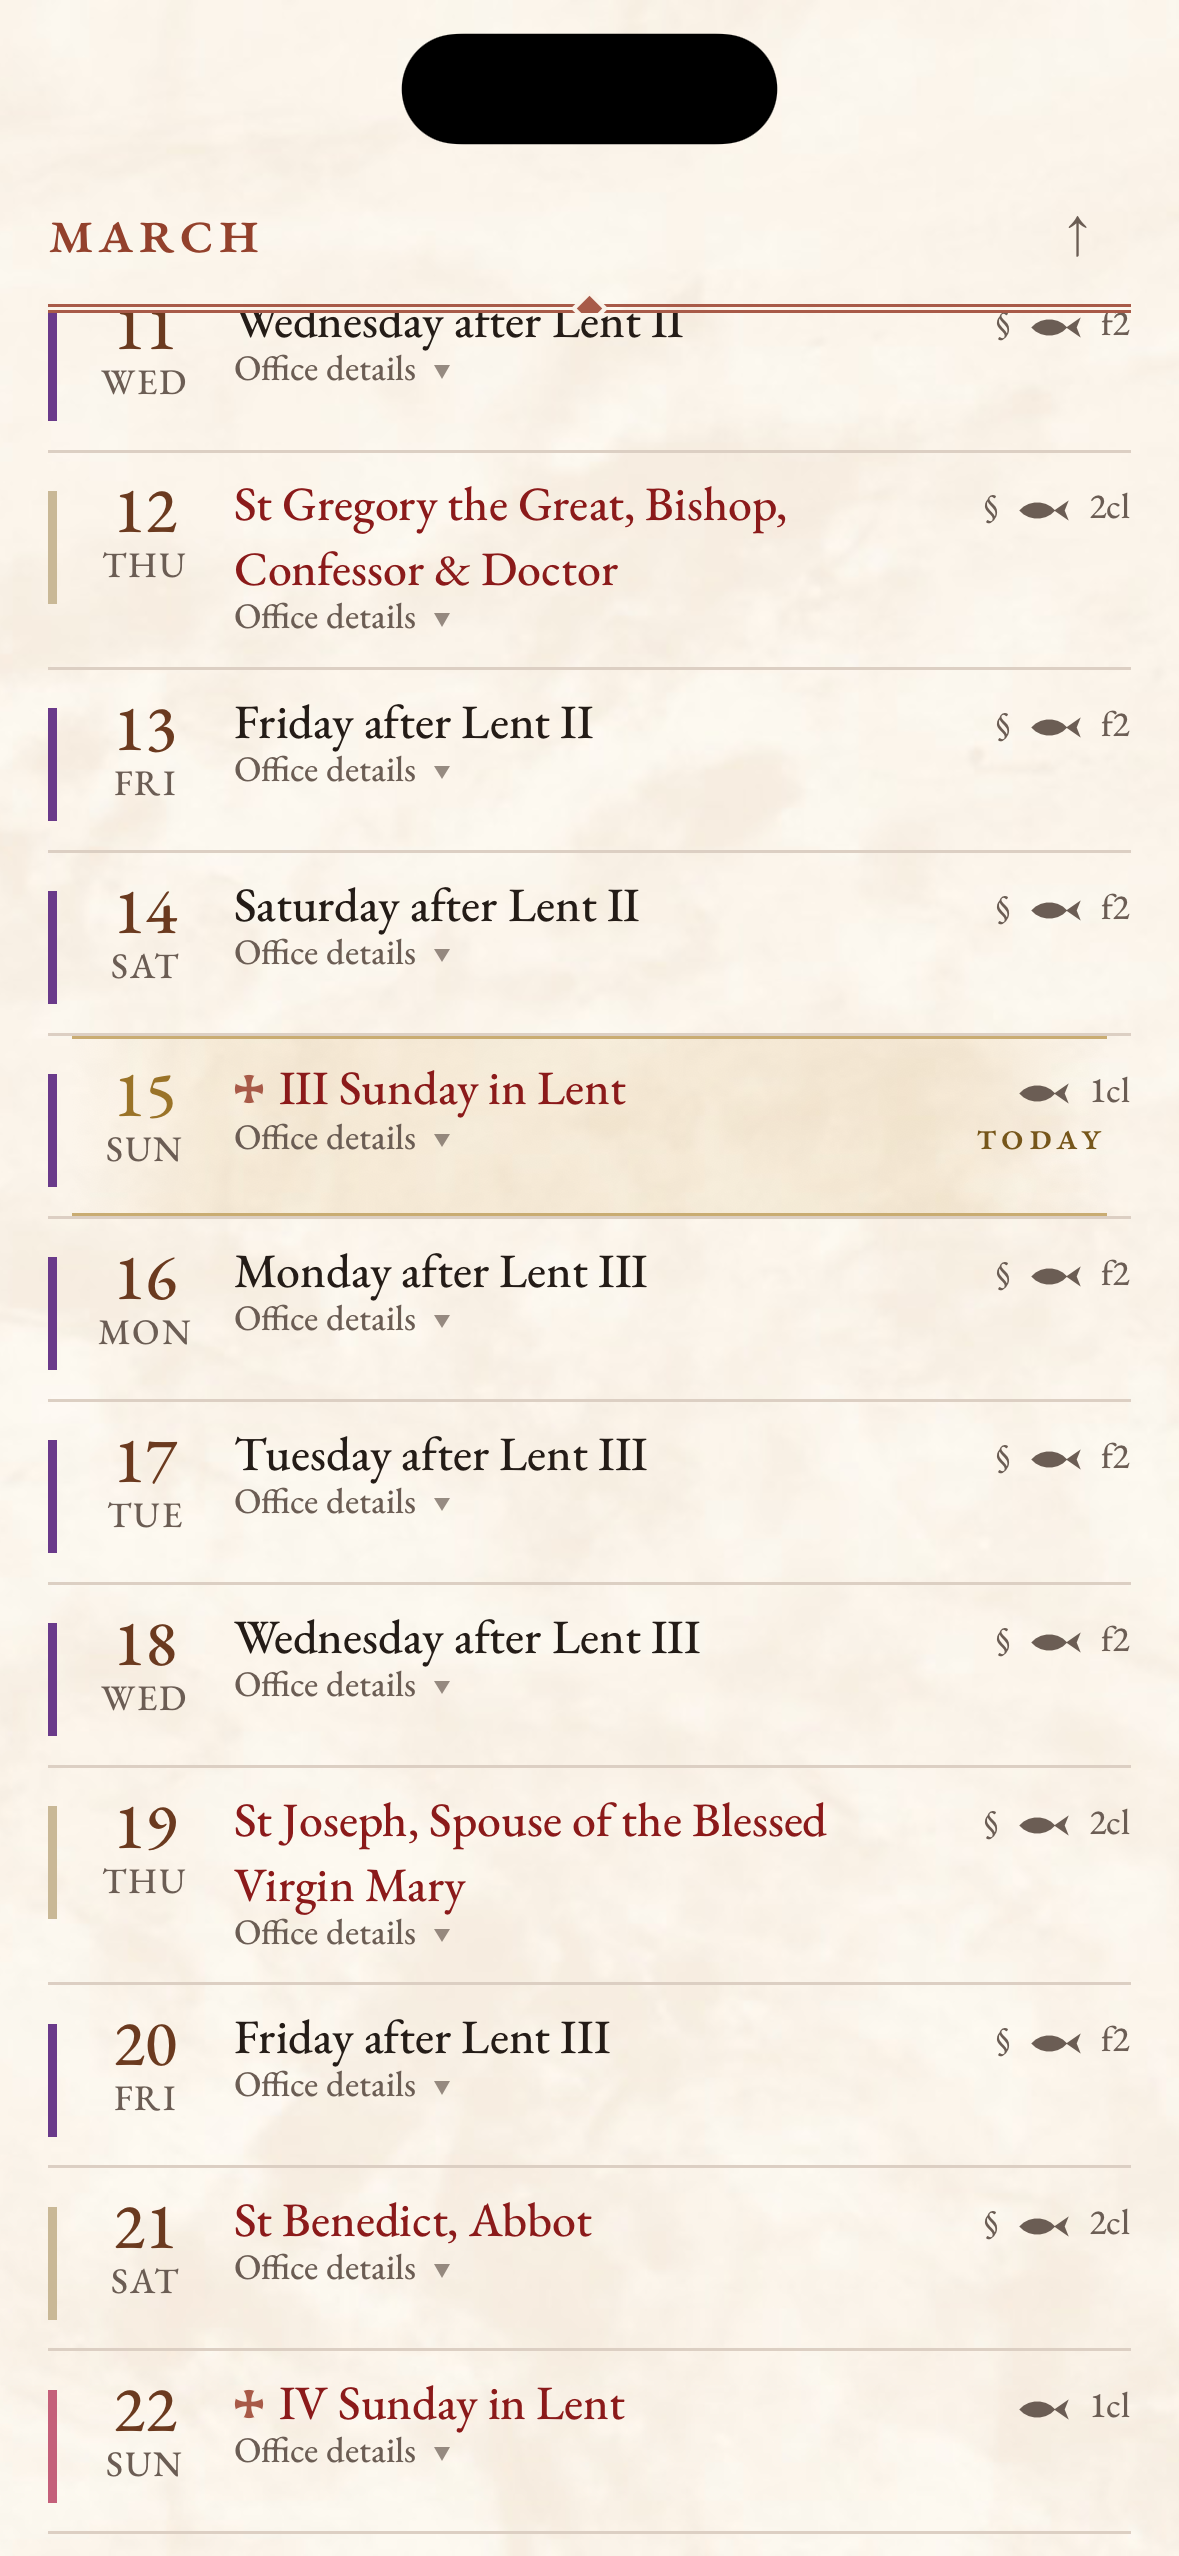 MARCH ↑
11 Wednesday after Lent II § f2
WED Office details ▼
12 St Gregory the Great, Bishop, § 2cl
THU Confessor & Doctor
Office details ▼
13 Friday after Lent II § f2
FRI Office details ▼
14 Saturday after Lent II § f2
SAT Office details ▼
15 ✠ III Sunday in Lent 1cl
SUN Office details ▼ TODAY
16 Monday after Lent III § f2
MON Office details ▼
17 Tuesday after Lent III § f2
TUE Office details ▼
18 Wednesday after Lent III § f2
WED Office details ▼
19 St Joseph, Spouse of the Blessed § 2cl
THU Virgin Mary
Office details ▼
20 Friday after Lent III § f2
FRI Office details ▼
21 St Benedict, Abbot § 2cl
SAT Office details ▼
22 ✠ IV Sunday in Lent 1cl
SUN Office details ▼